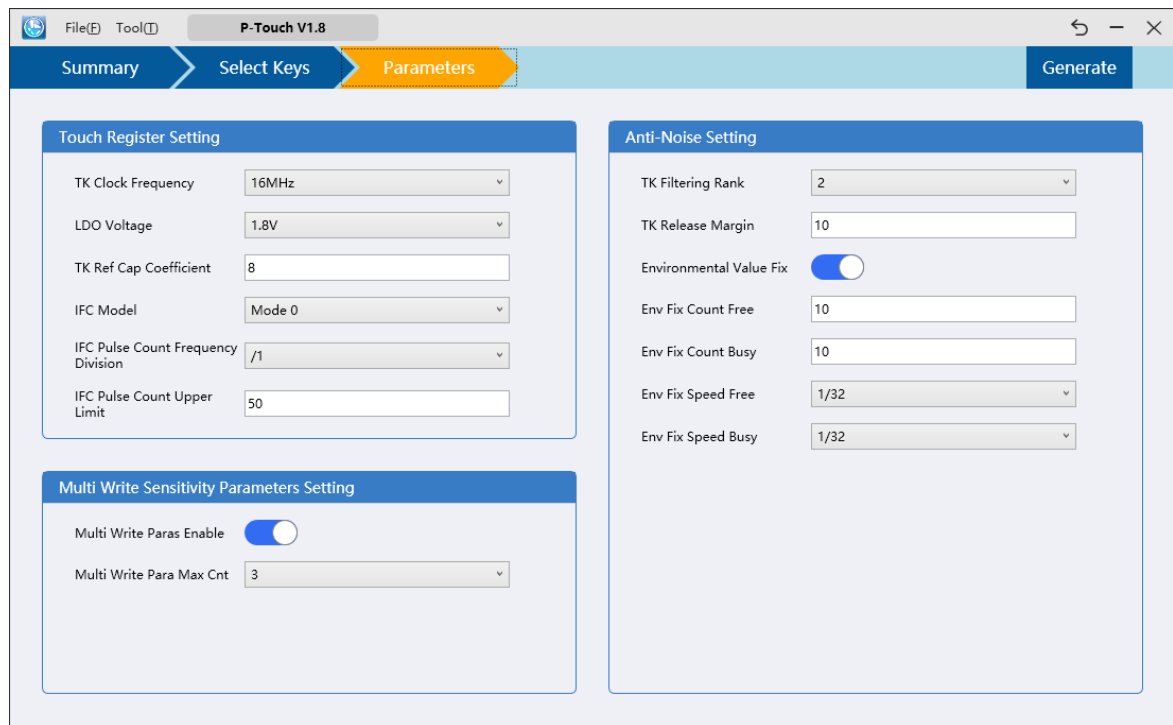 File(F) Tool(T) P-Touch V1.8
Summary Select Keys Parameters Generate
Touch Register Setting
TK Clock Frequency 16MHz
LDO Voltage 1.8V
TK Ref Cap Coefficient 8
IFC Model Mode 0
IFC Pulse Count Frequency
Division /1
IFC Pulse Count Upper
Limit 50
Multi Write Sensitivity Parameters Setting
Multi Write Paras Enable
Multi Write Para Max Cnt 3
Anti-Noise Setting
TK Filtering Rank 2
TK Release Margin 10
Environmental Value Fix
Env Fix Count Free 10
Env Fix Count Busy 10
Env Fix Speed Free 1/32
Env Fix Speed Busy 1/32